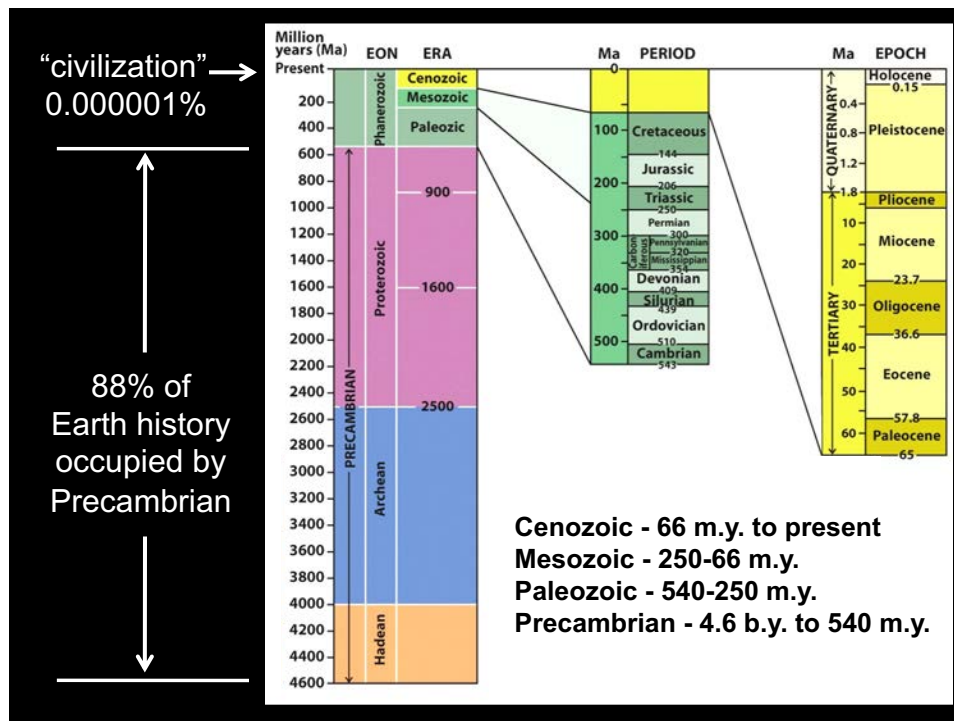 “civilization”
0.000001%
88% of
Earth history
occupied by
Precambrian
Million
years (Ma)
EON
ERA
Present
200
400
600
800
1000
1200
1400
1600
1800
2000
2200
2400
2600
2800
3000
3200
3400
3600
3800
4000
4200
4400
4600
PRECAMBRIAN
Phanerozoic
Proterozoic
Archean
Hadean
Cenozoic
Mesozoic
Paleozic
900
1600
2500
Ma
PERIOD
0
100
200
300
400
500
Cretaceous
144
Jurassic
206
Triassic
250
Permian
300
Carbon
iferous
Pennsylvanian
320
Mississippian
354
Devonian
409
Silurian
439
Ordovician
510
Cambrian
543
Ma
EPOCH
QUATERNARY
TERTIARY
0.4
0.8
1.2
1.8
10
20
30
40
50
60
Holocene
0.15
Pleistocene
Pliocene
Miocene
23.7
Oligocene
36.6
Eocene
57.8
Paleocene
65
Cenozoic - 66 m.y. to present
Mesozoic - 250-66 m.y.
Paleozoic - 540-250 m.y.
Precambrian - 4.6 b.y. to 540 m.y.